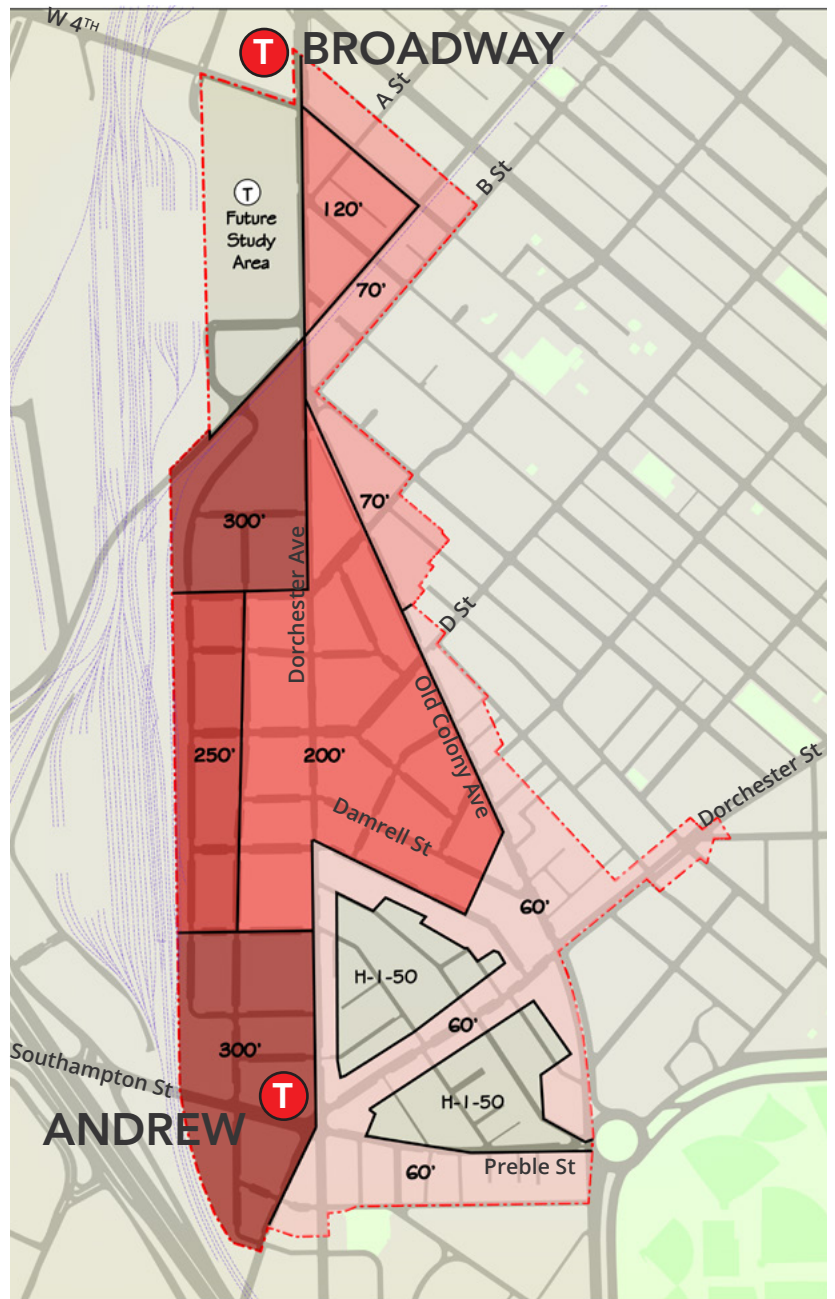 W 4TH
T BROADWAY
A St
B St
T
Future
Study
Area
120'
70'
70'
300'
Dorchester Ave
D St
Old Colony Ave
250'
200'
Damrell St
Dorchester St
60'
H-1-50
60'
300'
Southampton St
T
ANDREW
H-1-50
Preble St
60'